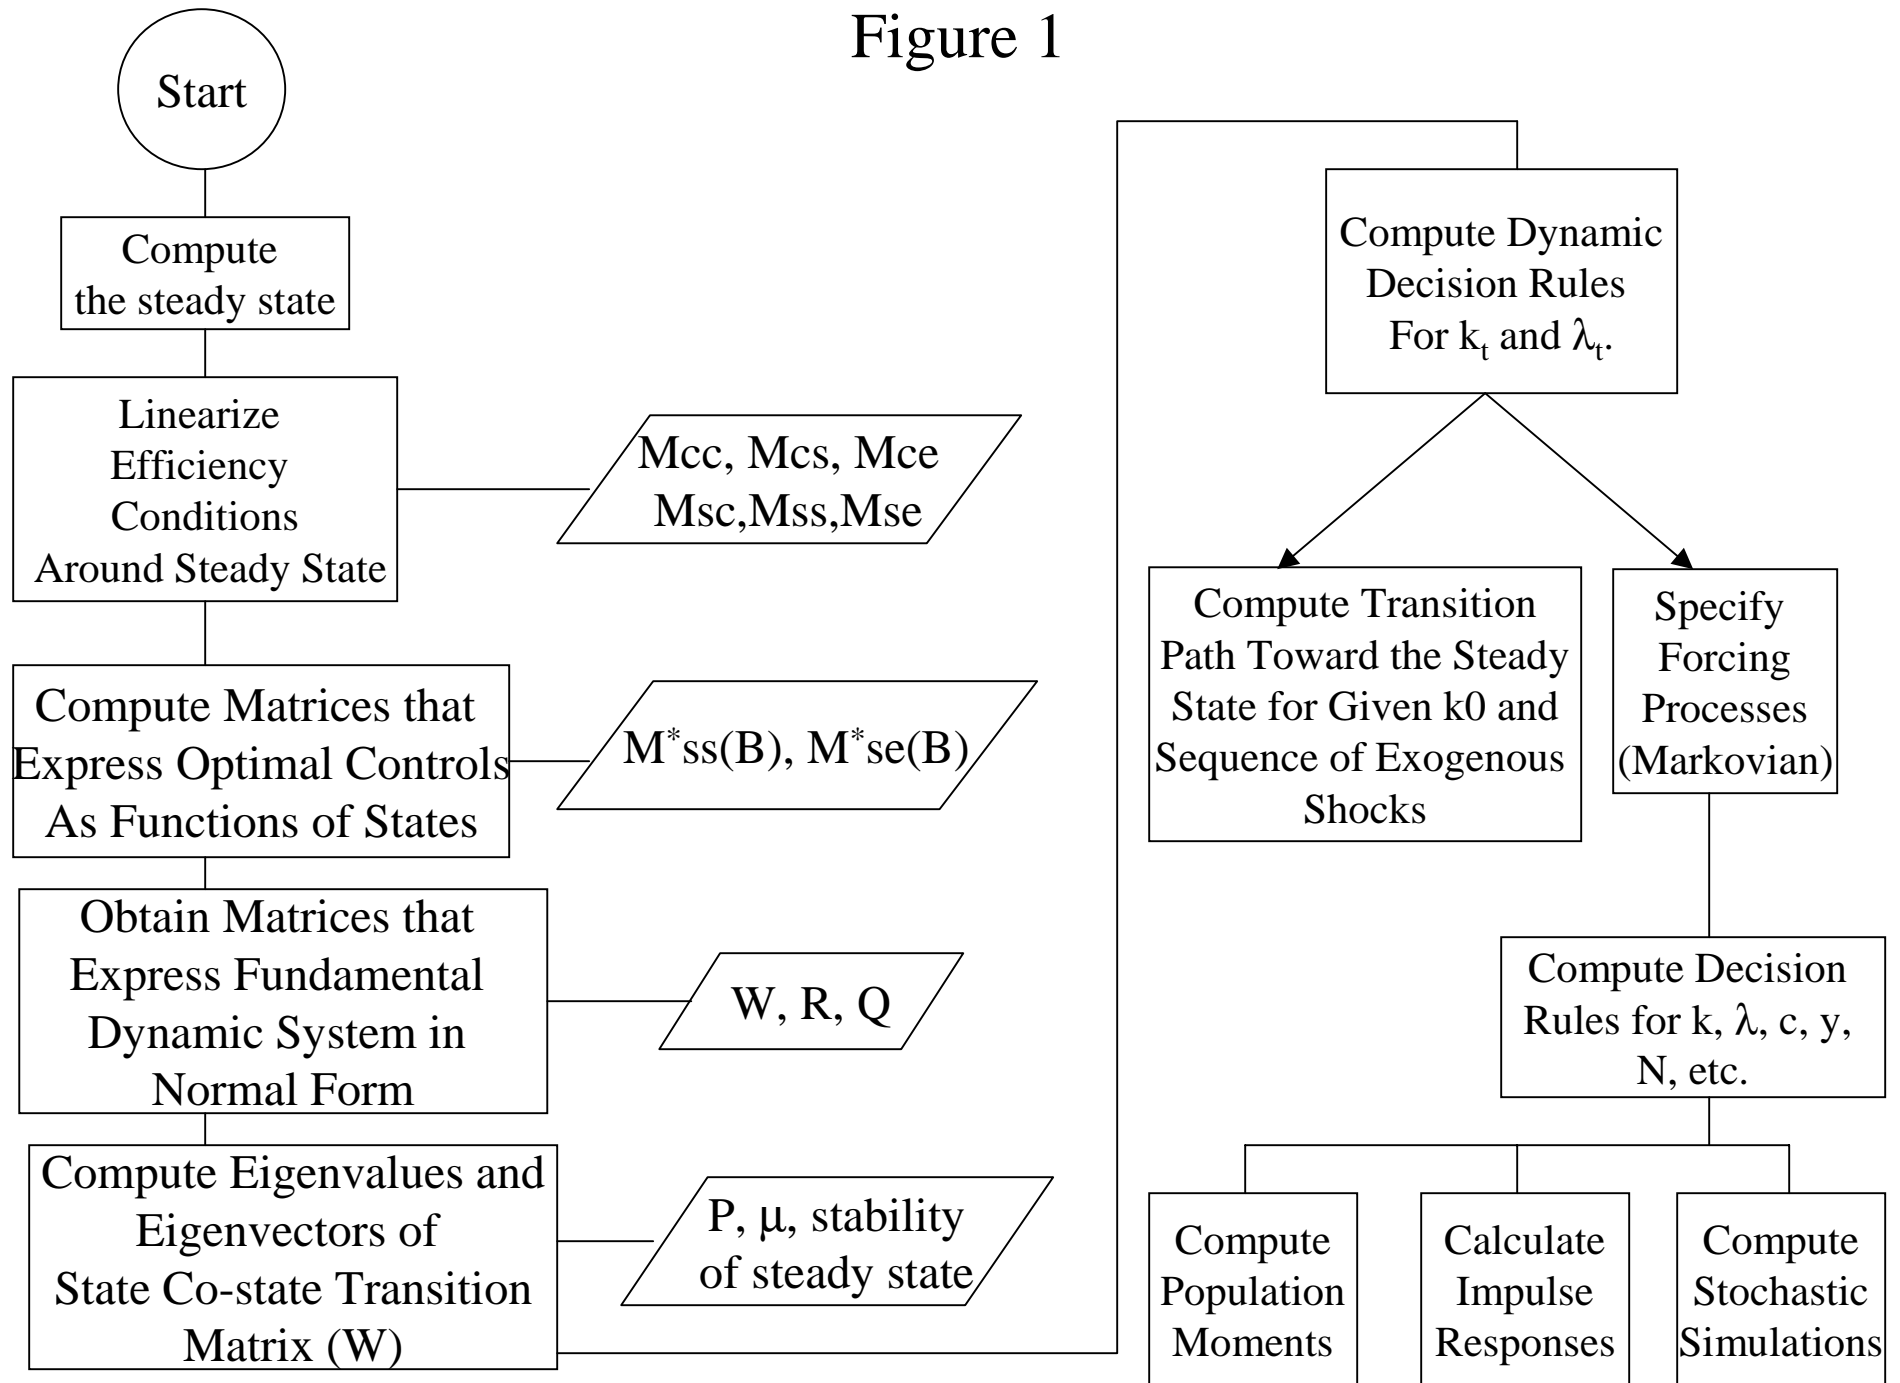 Figure 1
Start
Compute
the steady state
Linearize
Efficiency
Conditions
Around Steady State
Mcc, Mcs, Mce
Msc,Mss,Mse
Compute Matrices that
Express Optimal Controls
As Functions of States
M*ss(B), M*se(B)
Obtain Matrices that
Express Fundamental
Dynamic System in
Normal Form
W, R, Q
Compute Eigenvalues and
Eigenvectors of
State Co-state Transition
Matrix (W)
P, μ, stability
of steady state
Compute Dynamic
Decision Rules
For kt and λt.
Compute Transition
Path Toward the Steady
State for Given k0 and
Sequence of Exogenous
Shocks
Specify
Forcing
Processes
(Markovian)
Compute Decision
Rules for k, λ, c, y,
N, etc.
Compute
Population
Moments
Calculate
Impulse
Responses
Compute
Stochastic
Simulations